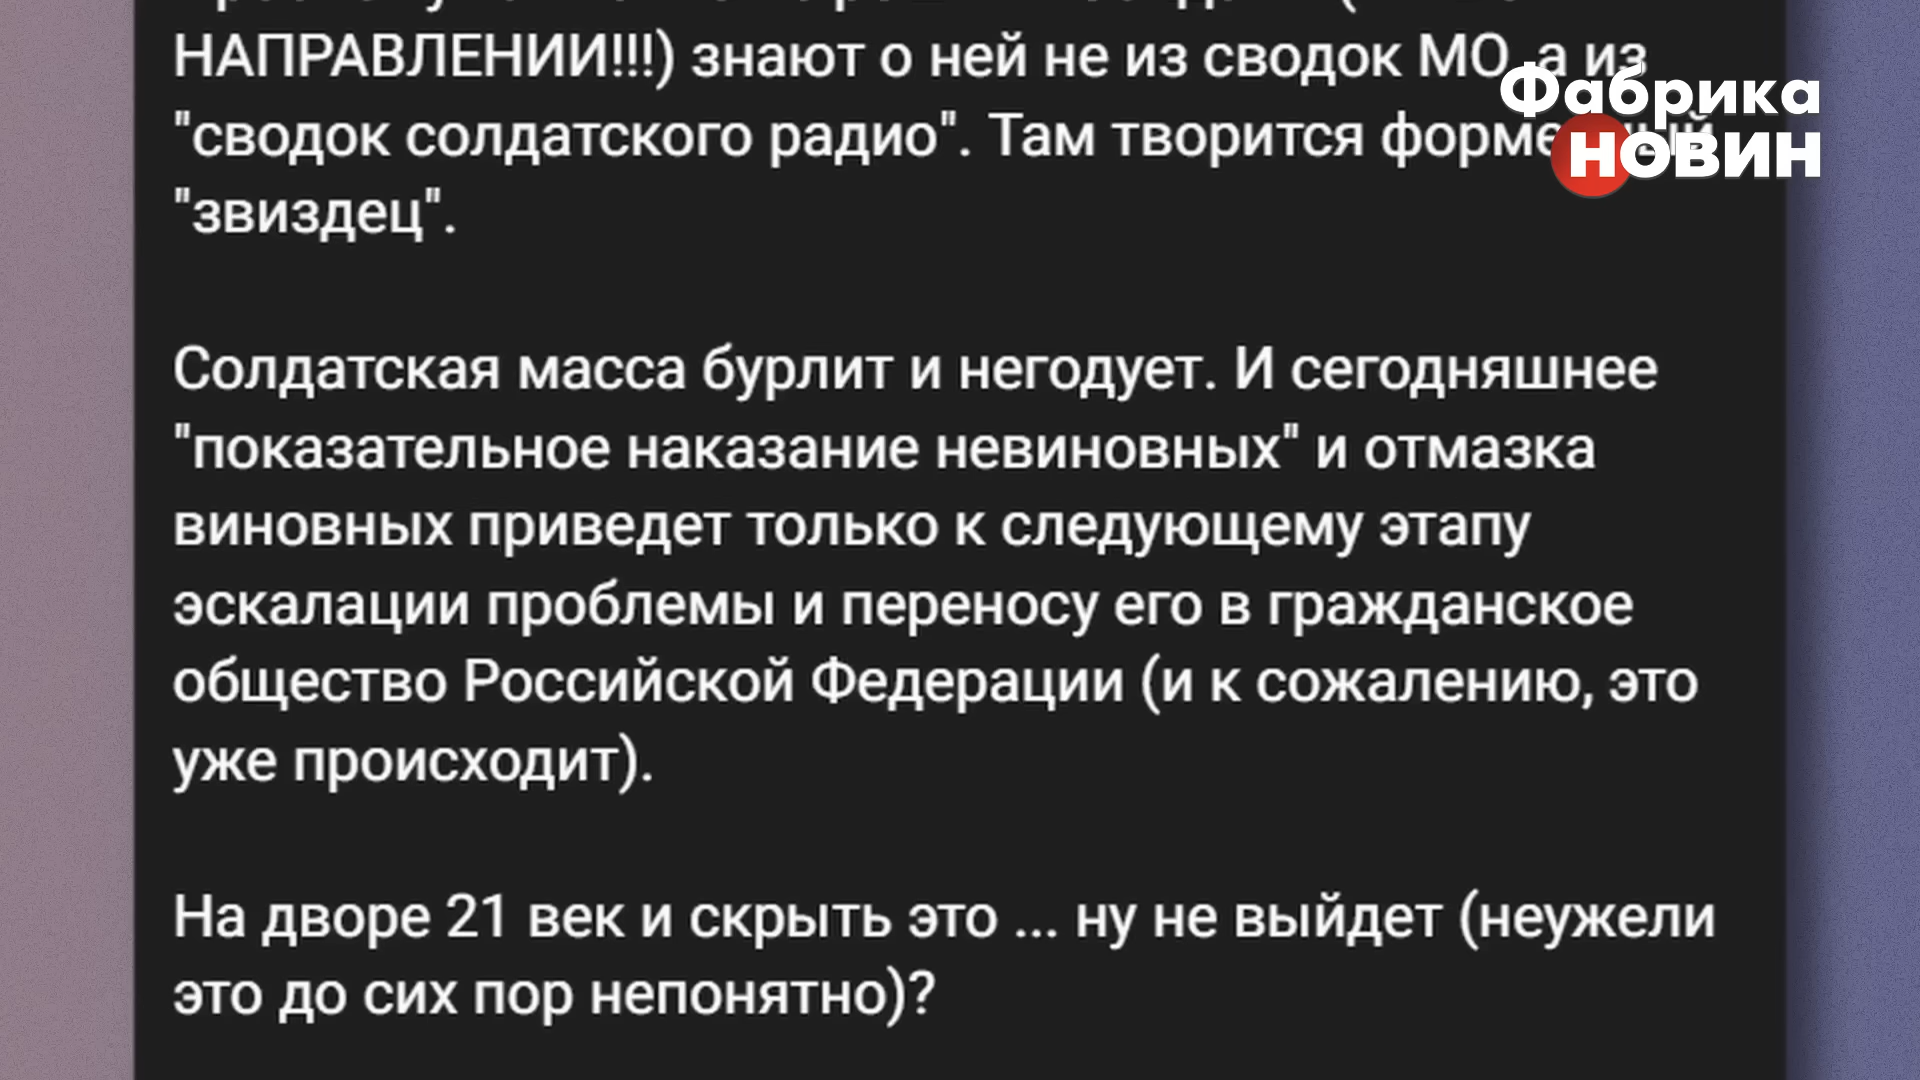 НАПРАВЛЕНИИ!!!) знают о ней не из сводок МО, а из
"сводок солдатского радио". Там творится
"звиздец".
Солдатская масса бурлит и негодует. И сегодняшнее
"показательное наказание невиновных" и отмазка
виновных приведет только к следующему этапу
эскалации проблемы и переносу его в гражданское
общество Российской Федерации (и к сожалению, это
уже происходит).
На дворе 21 век и скрыть это ... ну не выйдет (неужели
это до сих пор непонятно)?
Фабрика
новин